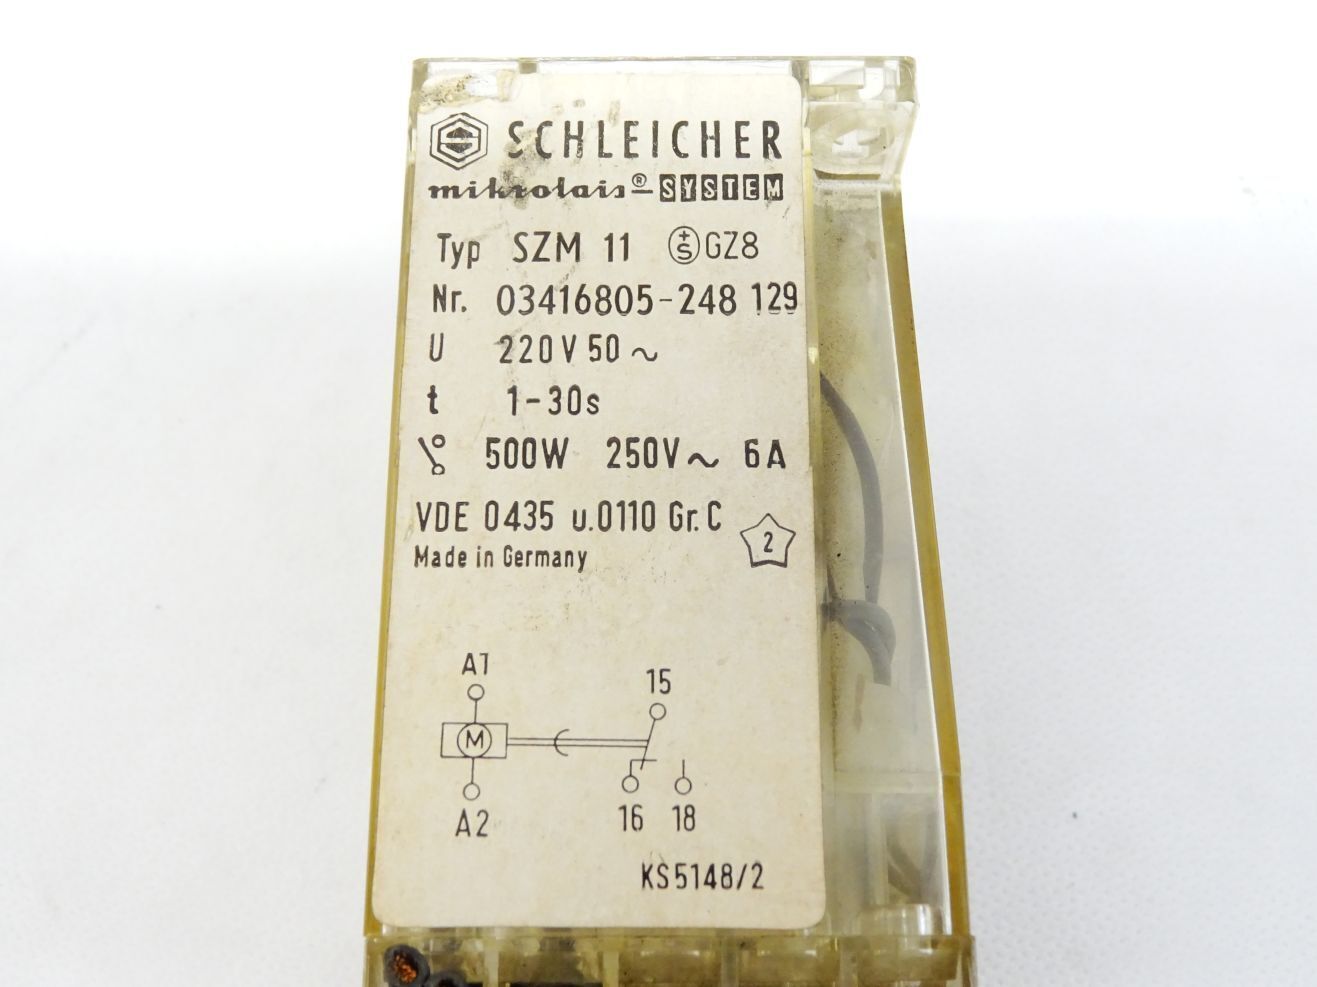 SCHLEICHER
mikrolais®-SYSTEM
Typ SZM 11 +S GZ8
Nr. 03416805-248 129
U 220V 50~
t 1-30s
500W 250V~ 6A
VDE 0435 u.0110 Gr.C
2
Made in Germany
A1
15
M
A2
16 18
KS5148/2